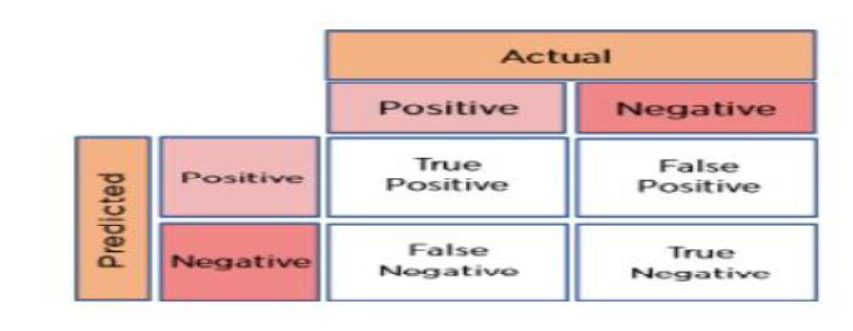 Actual
Positive
Negative
Predicted
Positive
True
Positive
False
Positive
Negative
False
Negative
True
Negative